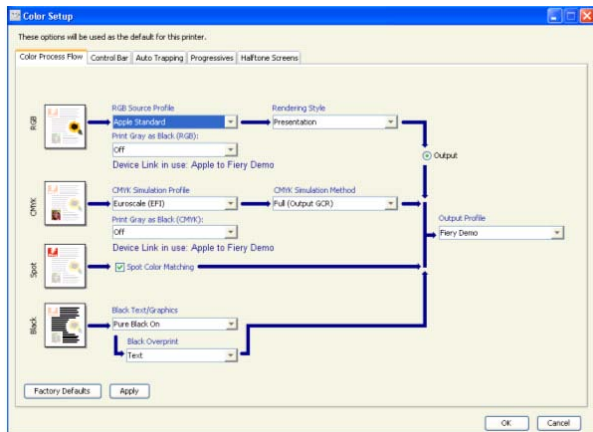 Color Setup
These options will be used as the default for this printer.
Color Process Flow Control Bar Auto Trapping Progressives Halftone Screens
RGB
RGB Source Profile
Apple Standard
Rendering Style
Presentation
Print Gray as Black (RGB):
Off
Device Link in use: Apple to Fiery Demo
Output
CMYK
CMYK Simulation Profile
Euroscale (EFI)
CMYK Simulation Method
Full (Output GCR)
Print Gray as Black (CMYK):
Off
Device Link in use: Apple to Fiery Demo
Output Profile
Fiery Demo
Spot
Spot Color Matching
Black
Black Text/Graphics
Pure Black On
Black Overprint
Text
Factory Defaults Apply
OK Cancel